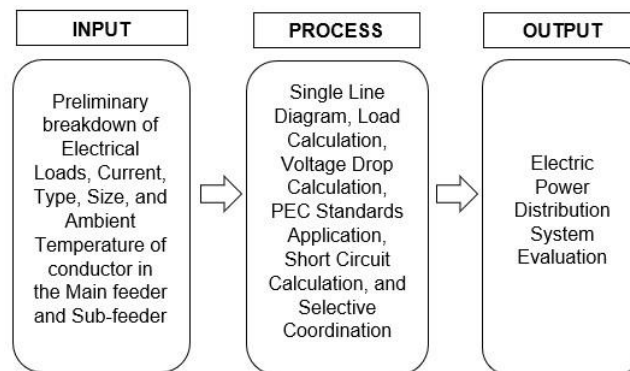 INPUT
Preliminary
breakdown of
Electrical
Loads, Current,
Type, Size, and
Ambient
Temperature of
conductor in
the Main feeder
and Sub-feeder
PROCESS
Single Line
Diagram, Load
Calculation,
Voltage Drop
Calculation,
PEC Standards
Application,
Short Circuit
Calculation, and
Selective
Coordination
OUTPUT
Electric
Power
Distribution
System
Evaluation